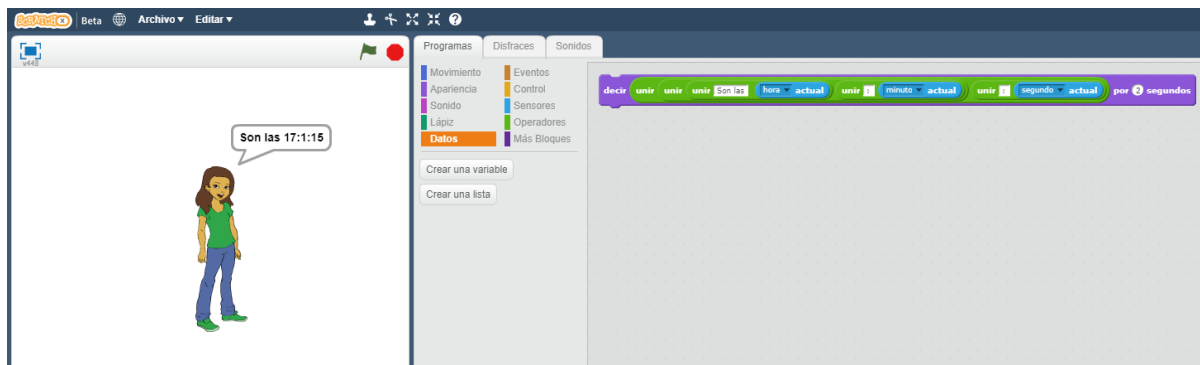 SCRATCHX Beta Archivo Editar
v448
Son las 17:1:15
Programas Disfraces Sonidos
Movimiento Eventos
Apariencia Control
Sonido Sensores
Lápiz Operadores
Datos Más Bloques
Crear una variable
Crear una lista
decir unir unir unir Son las hora actual unir : minuto actual unir : segundo actual por 2 segundos